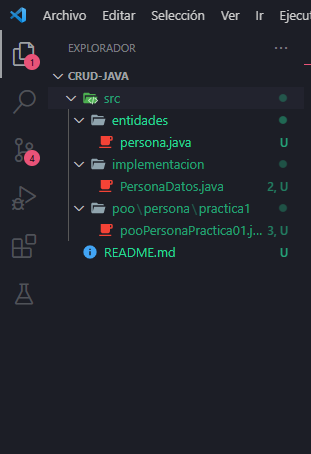 Archivo Editar Selección Ver Ir Ejecut
EXPLORADOR ...
CRUD-JAVA
src
entidades
persona.java U
implementacion
PersonaDatos.java 2, U
poo\persona\practica1
pooPersonaPractica01.j... 3, U
README.md U
1
4